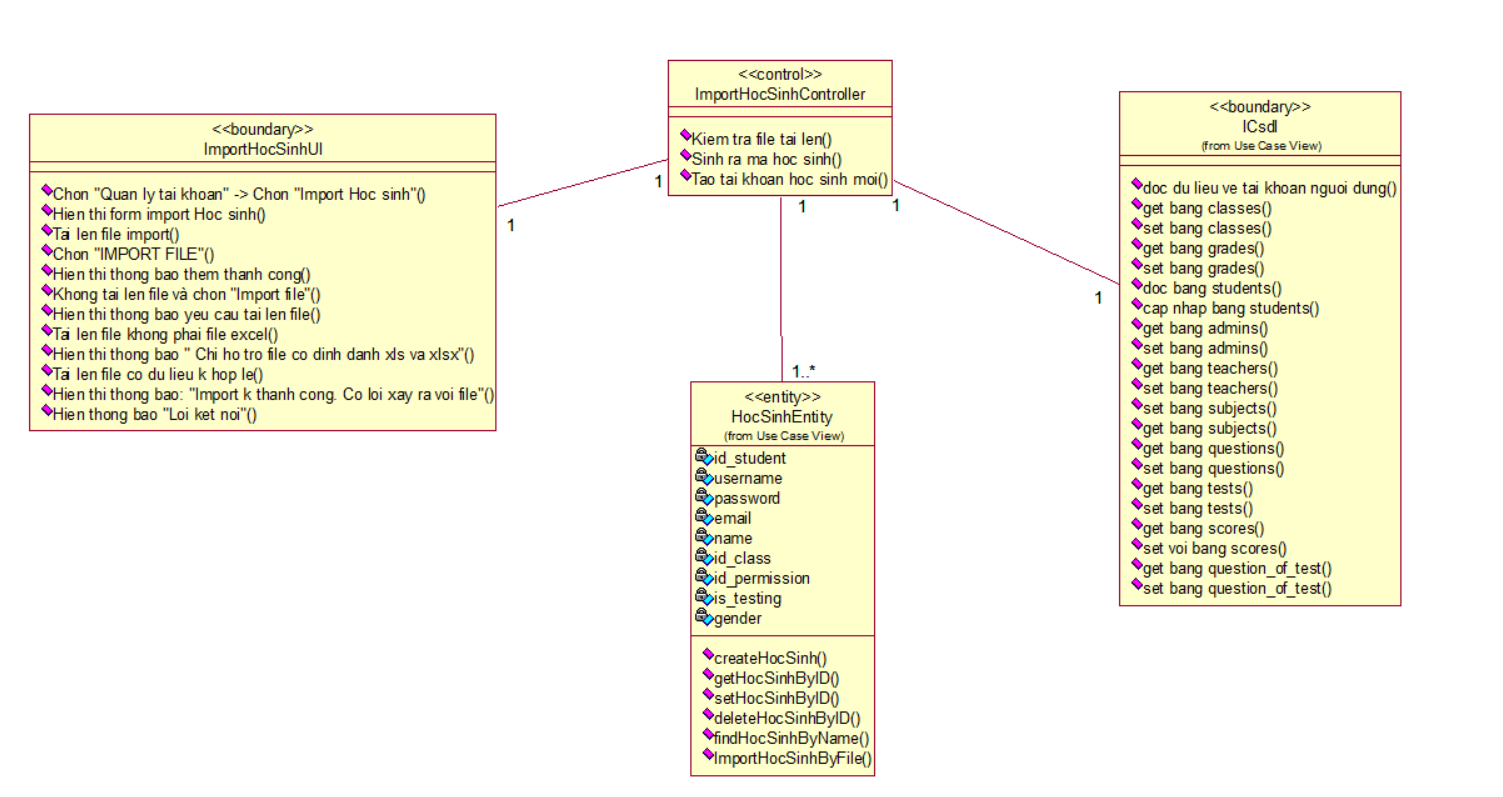 <<boundary>>
ImportHocSinhUI
Chon "Quan ly tai khoan" -> Chon "Import Hoc sinh"()
Hien thi form import Hoc sinh()
Tai len file import()
Chon "IMPORT FILE"()
Hien thi thong bao them thanh cong()
Khong tai len file và chon "Import file"()
Hien thi thong bao yeu cau tai len file()
Tai len file khong phai file excel()
Hien thi thong bao " Chi ho tro file co dinh danh xls va xlsx"()
Tai len file co du lieu k hop le()
Hien thi thong bao: "Import k thanh cong. Co loi xay ra voi file"()
Hien thong bao "Loi ket noi"()
1
1
<<control>>
ImportHocSinhController
Kiem tra file tai len()
Sinh ra ma hoc sinh()
Tao tai khoan hoc sinh moi()
1
1..*
<<entity>>
HocSinhEntity
(from Use Case View)
id_student
username
password
email
name
id_class
id_permission
is_testing
gender
createHocSinh()
getHocSinhByID()
setHocSinhByID()
deleteHocSinhByID()
findHocSinhByName()
ImportHocSinhByFile()
1
1
<<boundary>>
ICsdl
(from Use Case View)
doc du lieu ve tai khoan nguoi dung()
get bang classes()
set bang classes()
get bang grades()
set bang grades()
doc bang students()
cap nhap bang students()
get bang admins()
set bang admins()
get bang teachers()
set bang teachers()
set bang subjects()
get bang subjects()
get bang questions()
set bang questions()
get bang tests()
set bang tests()
get bang scores()
set voi bang scores()
get bang question_of_test()
set bang question_of_test()